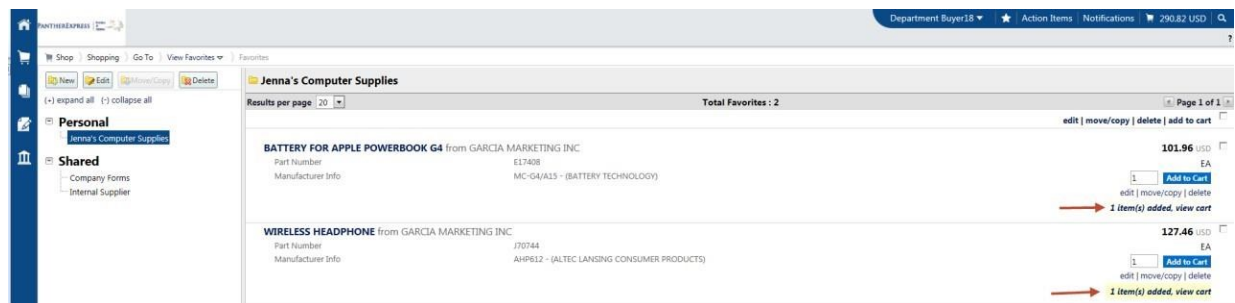 PANTHEREXPRESS
Department Buyer18 Action Items Notifications 290.82 USD
?
Shop Shopping Go To View Favorites Favorites
New Edit Move/Copy Delete
Jenna's Computer Supplies
(+) expand all (-) collapse all
Results per page 20 Total Favorites : 2 Page 1 of 1
Personal
edit | move/copy | delete | add to cart
Jenna's Computer Supplies
Shared
Company Forms
Internal Supplier
BATTERY FOR APPLE POWERBOOK G4 from GARCIA MARKETING INC 101.96 USD
Part Number E17408 EA
Manufacturer Info MC-G4/A15 - (BATTERY TECHNOLOGY) 1 Add to Cart
edit | move/copy | delete
1 item(s) added, view cart
WIRELESS HEADPHONE from GARCIA MARKETING INC 127.46 USD
Part Number J70744 EA
Manufacturer Info AHP612 - (ALTEC LANSING CONSUMER PRODUCTS) 1 Add to Cart
edit | move/copy | delete
1 item(s) added, view cart